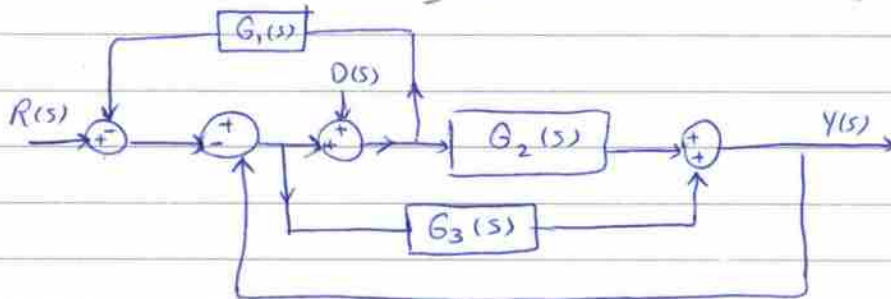 G₁(s)
D(s)
R(s)
+ -
+ -
+ +
G₂(s)
+ +
Y(s)
G₃(s)